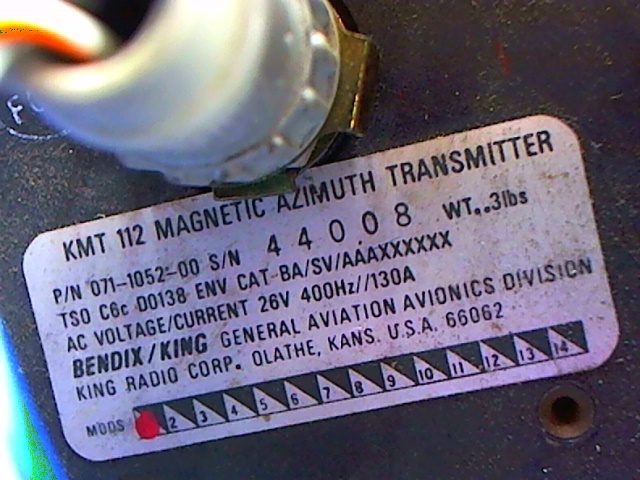 KMT 112 MAGNETIC AZIMUTH TRANSMITTER
P/N 071-1052-00 S/N 44008 WT..3lbs
TSO C6c DO138 ENV CAT BA/SV/AAAXXXXXX
AC VOLTAGE/CURRENT 26V 400Hz//130A
BENDIX/KING GENERAL AVIATION AVIONICS DIVISION
KING RADIO CORP. OLATHE, KANS. U.S.A. 66062
MODS 2 3 4 5 6 7 8 9 10 11 12 13 14